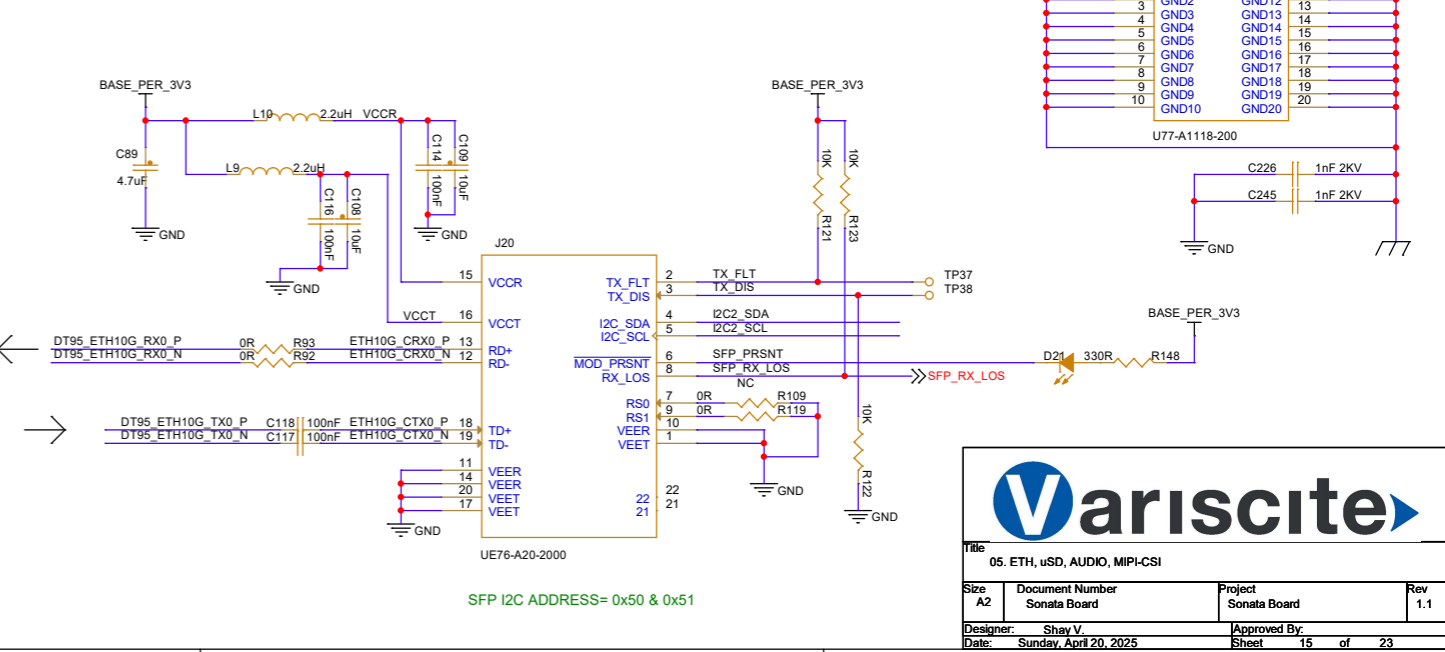 GND2 GND12
3 GND3 GND13 13
4 GND4 GND14 14
5 GND5 GND15 15
6 GND6 GND16 16
7 GND7 GND17 17
8 GND8 GND18 18
9 GND9 GND19 19
10 GND10 GND20 20
U77-A1118-200
C226 1nF 2KV
C245 1nF 2KV
GND
BASE_PER_3V3
L10 2.2uH VCCR
C89
4.7uF
GND
L9 2.2uH
C114
100nF
C109
10uF
GND
C116
100nF
C108
10uF
GND
BASE_PER_3V3
10K
R121
10K
R123
J20
15 VCCR
VCCT 16 VCCT
DT95_ETH10G_RX0_P 0R R93 ETH10G_CRX0_P 13 RD+
DT95_ETH10G_RX0_N 0R R92 ETH10G_CRX0_N 12 RD-
DT95_ETH10G_TX0_P C118 100nF ETH10G_CTX0_P 18 TD+
DT95_ETH10G_TX0_N C117 100nF ETH10G_CTX0_N 19 TD-
11 VEER
14 VEER
20 VEET
17 VEET
GND
TX_FLT 2 TX_FLT TP37
TX_DIS 3 TX_DIS TP38
I2C_SDA 4 I2C2_SDA
I2C_SCL 5 I2C2_SCL
MOD_PRSNT 6 SFP_PRSNT
RX_LOS 8 SFP_RX_LOS SFP_RX_LOS
NC
RS0 7 0R R109
RS1 9 0R R119
VEER 10
VEET 1
GND
22 22
21 21
10K
R122
GND
BASE_PER_3V3
D21 330R R148
UE76-A20-2000
SFP I2C ADDRESS= 0x50 & 0x51
Variscite
Title
05. ETH, uSD, AUDIO, MIPI-CSI
Size Document Number Project Rev
A2 Sonata Board Sonata Board 1.1
Designer: Shay V. Approved By:
Date: Sunday, April 20, 2025 Sheet 15 of 23